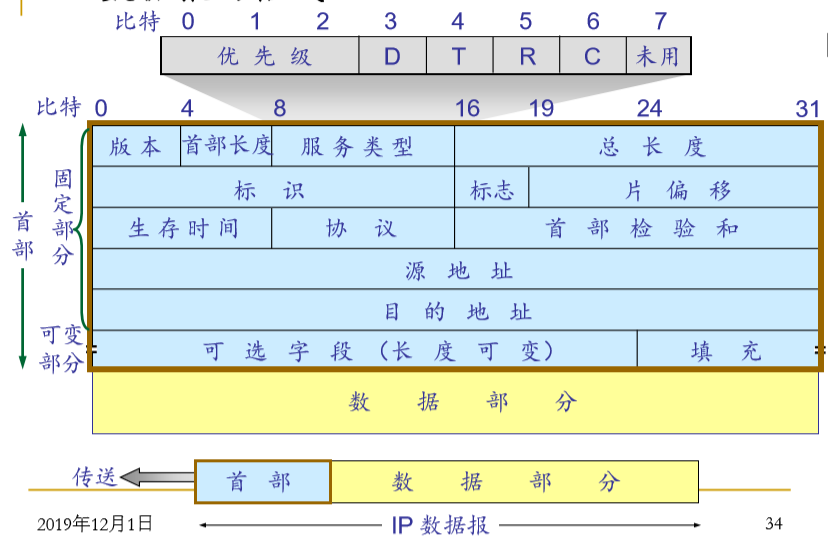 比特 0 1 2 3 4 5 6 7
优先级 D T R C 未用
比特 0 4 8 16 19 24 31
版本 首部长度 服务类型 总长度
标识 标志 片偏移
生存时间 协议 首部检验和
源地址
目的地址
可选字段（长度可变） 填充
数据部分
首部
固定部分
可变部分
传送 首部 数据部分
2019年12月1日 IP 数据报 34